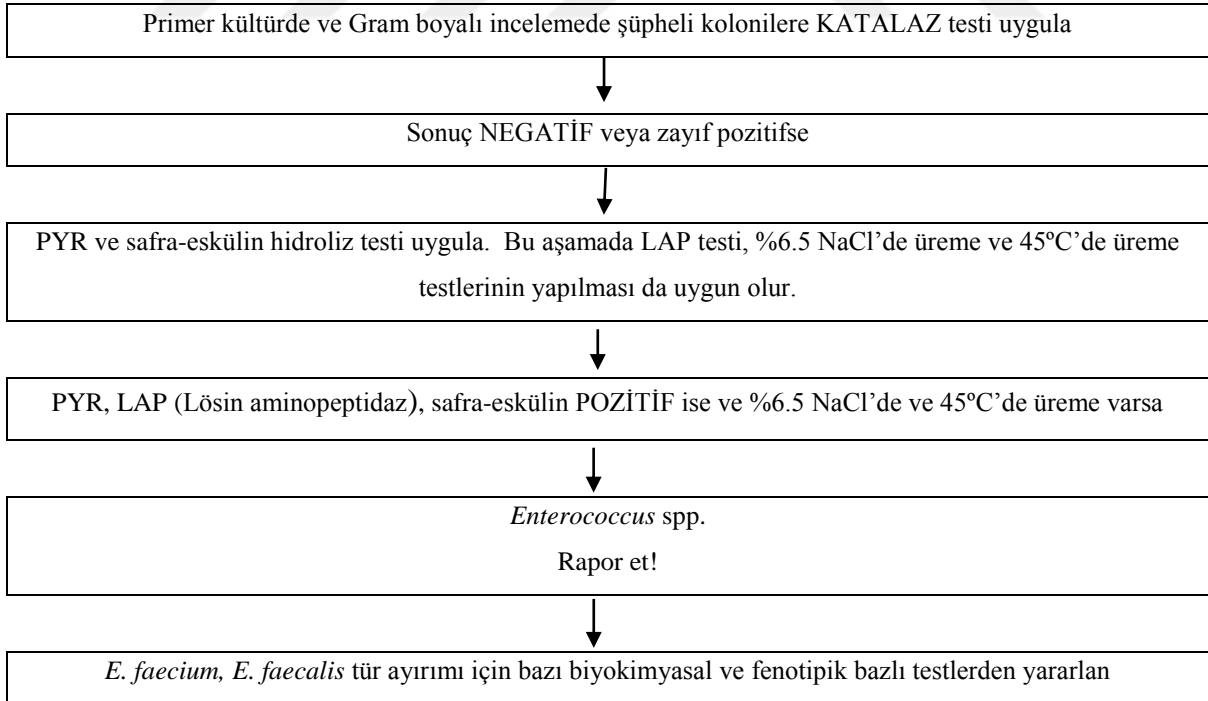 Primer kültürde ve Gram boyalı incelemede şüpheli kolonilere KATALAZ testi uygula
Sonuç NEGATİF veya zayıf pozitifse
PYR ve safra-eskülin hidroliz testi uygula. Bu aşamada LAP testi, %6.5 NaCl’de üreme ve 45ºC’de üreme
testlerinin yapılması da uygun olur.
PYR, LAP (Lösin aminopeptidaz), safra-eskülin POZİTİF ise ve %6.5 NaCl’de ve 45ºC’de üreme varsa
Enterococcus spp.
Rapor et!
E. faecium, E. faecalis tür ayırımı için bazı biyokimyasal ve fenotipik bazlı testlerden yararlan